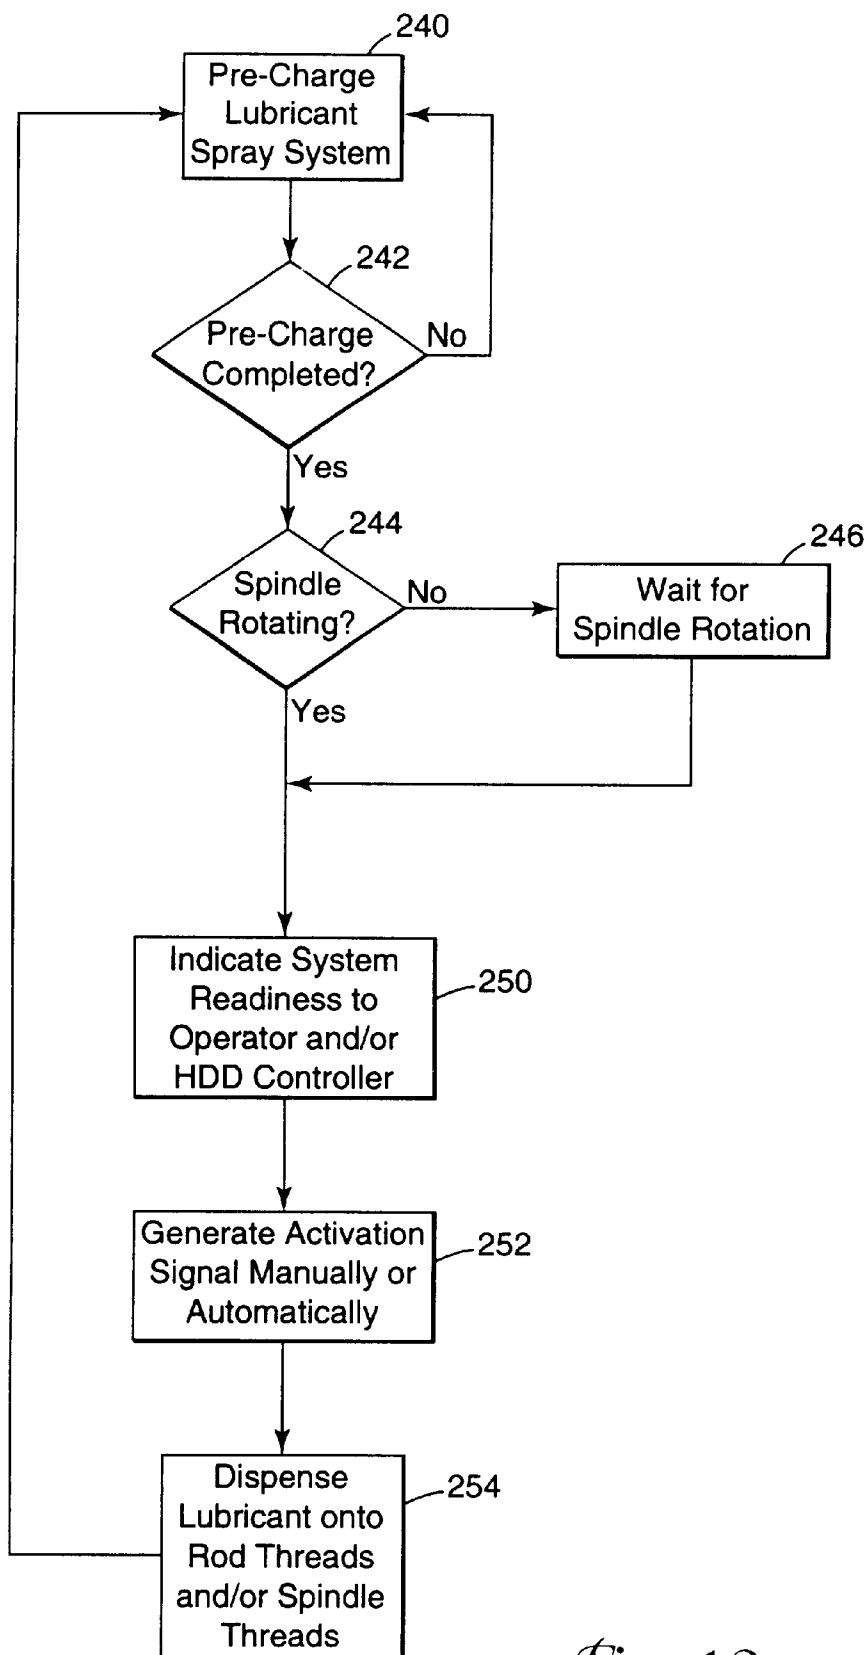 240
Pre-Charge
Lubricant
Spray System
242
Pre-Charge
Completed?
No
Yes
244
Spindle
Rotating?
No
246
Wait for
Spindle Rotation
Yes
Indicate System
Readiness to
Operator and/or
HDD Controller
250
Generate Activation
Signal Manually or
Automatically
252
Dispense
Lubricant onto
Rod Threads
and/or Spindle
Threads
254